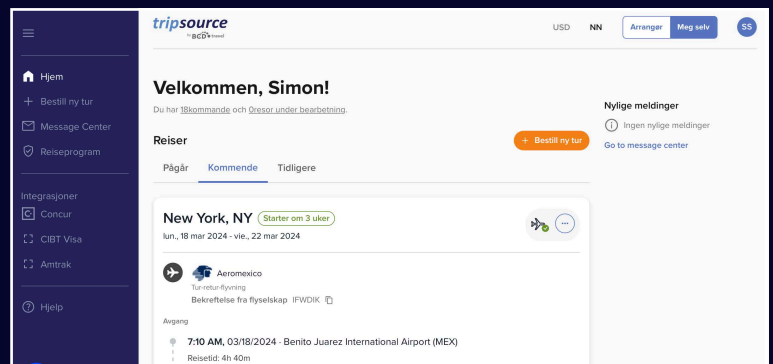 tripsource
by BCD travel
USD
NN
Arrangør
Meg selv
SS
Hjem
Bestill ny tur
Message Center
Reiseprogram
Integrasjoner
Concur
CIBT Visa
Amtrak
Hjelp
Velkommen, Simon!
Du har 18kommande och 0resor under bearbetning.
Reiser
+ Bestill ny tur
Pågår
Kommende
Tidligere
New York, NY
Starter om 3 uker
lun., 18 mar 2024 - vie., 22 mar 2024
Aeromexico
Tur-retur-flyvning
Bekreftelse fra flyselskap IFWDIK
Avgang
7:10 AM, 03/18/2024 - Benito Juarez International Airport (MEX)
Reisetid: 4h 40m
Nylige meldinger
Ingen nylige meldinger
Go to message center